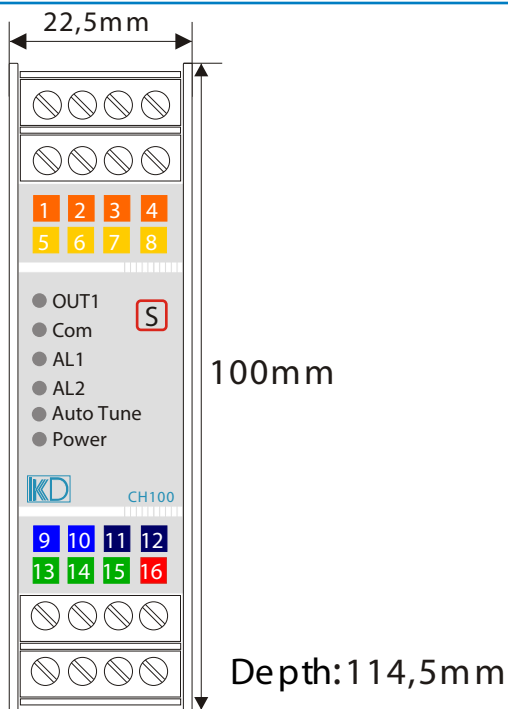 22,5mm
1 2 3 4
5 6 7 8
OUT1
S
Com
AL1
AL2
Auto Tune
Power
100mm
KD
CH100
9 10 11 12
13 14 15 16
Depth:114,5mm